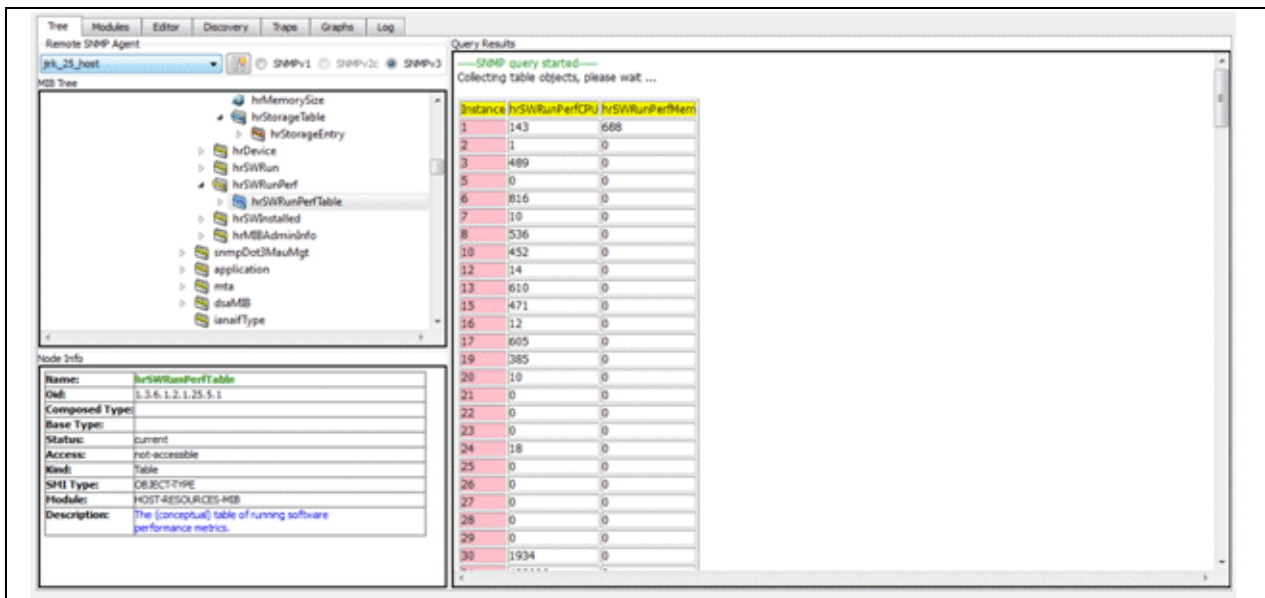 Tree Modules Editor Discovery Traps Graphs Log
Remote SNMP Agent
jrk_25_host SNMPv1 SNMPv2c SNMPv3
MIB Tree
hrMemorySize
hrStorageTable
hrStorageEntry
hrDevice
hrSWRun
hrSWRunPerf
hrSWRunPerfTable
hrSWInstalled
hrMIBAdminInfo
snmpDot3MauMgt
application
mta
dsaMIB
ianaifType
Node Info
Name: hrSWRunPerfTable
Oid: 1.3.6.1.2.1.25.5.1
Composed Type:
Base Type:
Status: current
Access: not-accessible
Kind: Table
SMI Type: OBJECT-TYPE
Module: HOST-RESOURCES-MIB
Description: The (conceptual) table of running software
performance metrics.
Query Results
-----SNMP query started-----
Collecting table objects, please wait ...
Instance hrSWRunPerfCPU hrSWRunPerfMem
1 143 688
2 1 0
3 489 0
5 0 0
6 816 0
7 10 0
8 536 0
10 452 0
12 14 0
13 610 0
15 471 0
16 12 0
17 605 0
19 385 0
20 10 0
21 0 0
22 0 0
23 0 0
24 18 0
25 0 0
26 0 0
27 0 0
28 0 0
29 0 0
30 1934 0